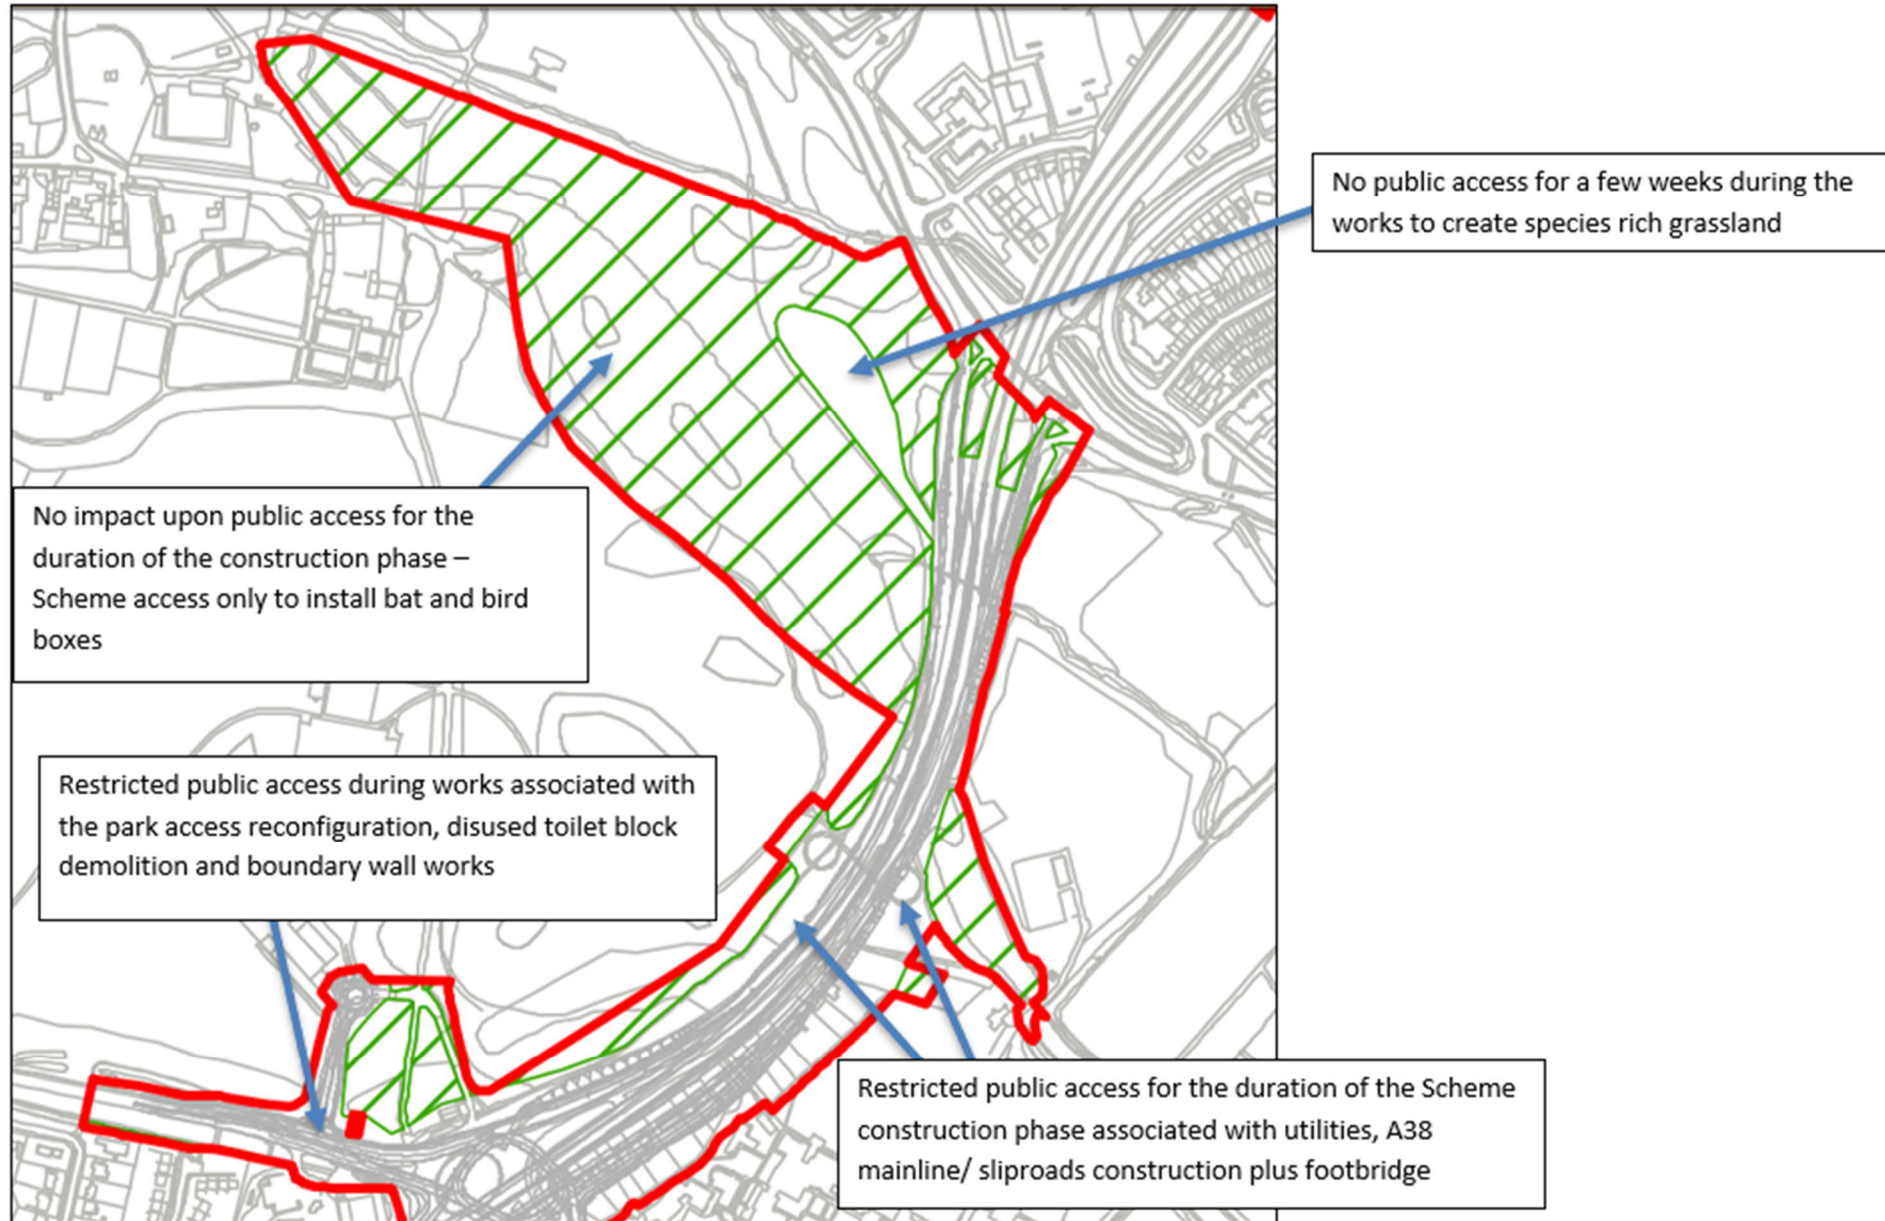 No public access for a few weeks during the
works to create species rich grassland
No impact upon public access for the
duration of the construction phase –
Scheme access only to install bat and bird
boxes
Restricted public access during works associated with
the park access reconfiguration, disused toilet block
demolition and boundary wall works
Restricted public access for the duration of the Scheme
construction phase associated with utilities, A38
mainline/ sliproads construction plus footbridge